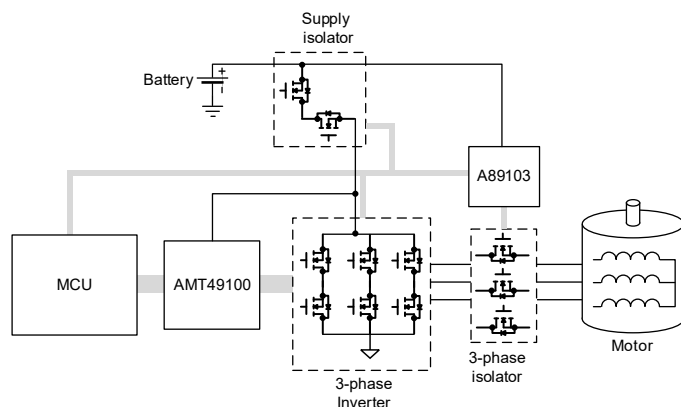 Supply
isolator
Battery
+
A89103
MCU
AMT49100
3-phase
Inverter
3-phase
isolator
Motor